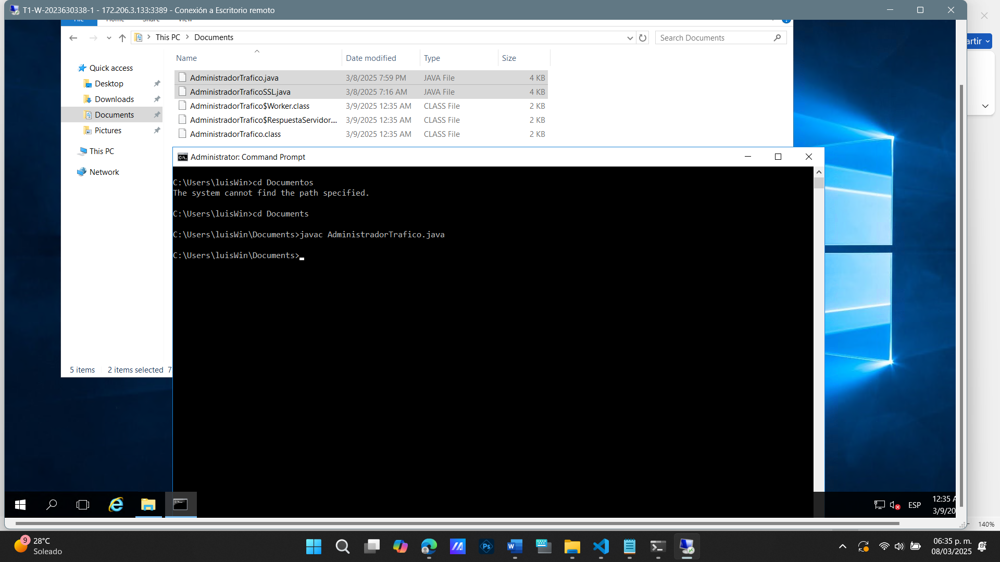 T1-W-2023630338-1 - 172.206.3.133:3389 - Conexión a Escritorio remoto
File Home Share View
artir
This PC Documents
Search Documents
Name Date modified Type Size
Quick access
Desktop
Downloads
Documents
Pictures
This PC
Network
AdministradorTrafico.java 3/8/2025 7:59 PM JAVA File 4 KB
AdministradorTraficoSSL.java 3/8/2025 7:16 AM JAVA File 4 KB
AdministradorTrafico$Worker.class 3/9/2025 12:35 AM CLASS File 2 KB
AdministradorTrafico$RespuestaServidor.... 3/9/2025 12:35 AM CLASS File 2 KB
AdministradorTrafico.class 3/9/2025 12:35 AM CLASS File 2 KB
5 items 2 items selected 7
Administrator: Command Prompt
C:\Users\luisWin>cd Documentos
The system cannot find the path specified.
C:\Users\luisWin>cd Documents
C:\Users\luisWin\Documents>javac AdministradorTrafico.java
C:\Users\luisWin\Documents>
ESP
12:35 A
3/9/20
140%
9
28°C
Soleado
Ps
W
06:35 p. m.
08/03/2025